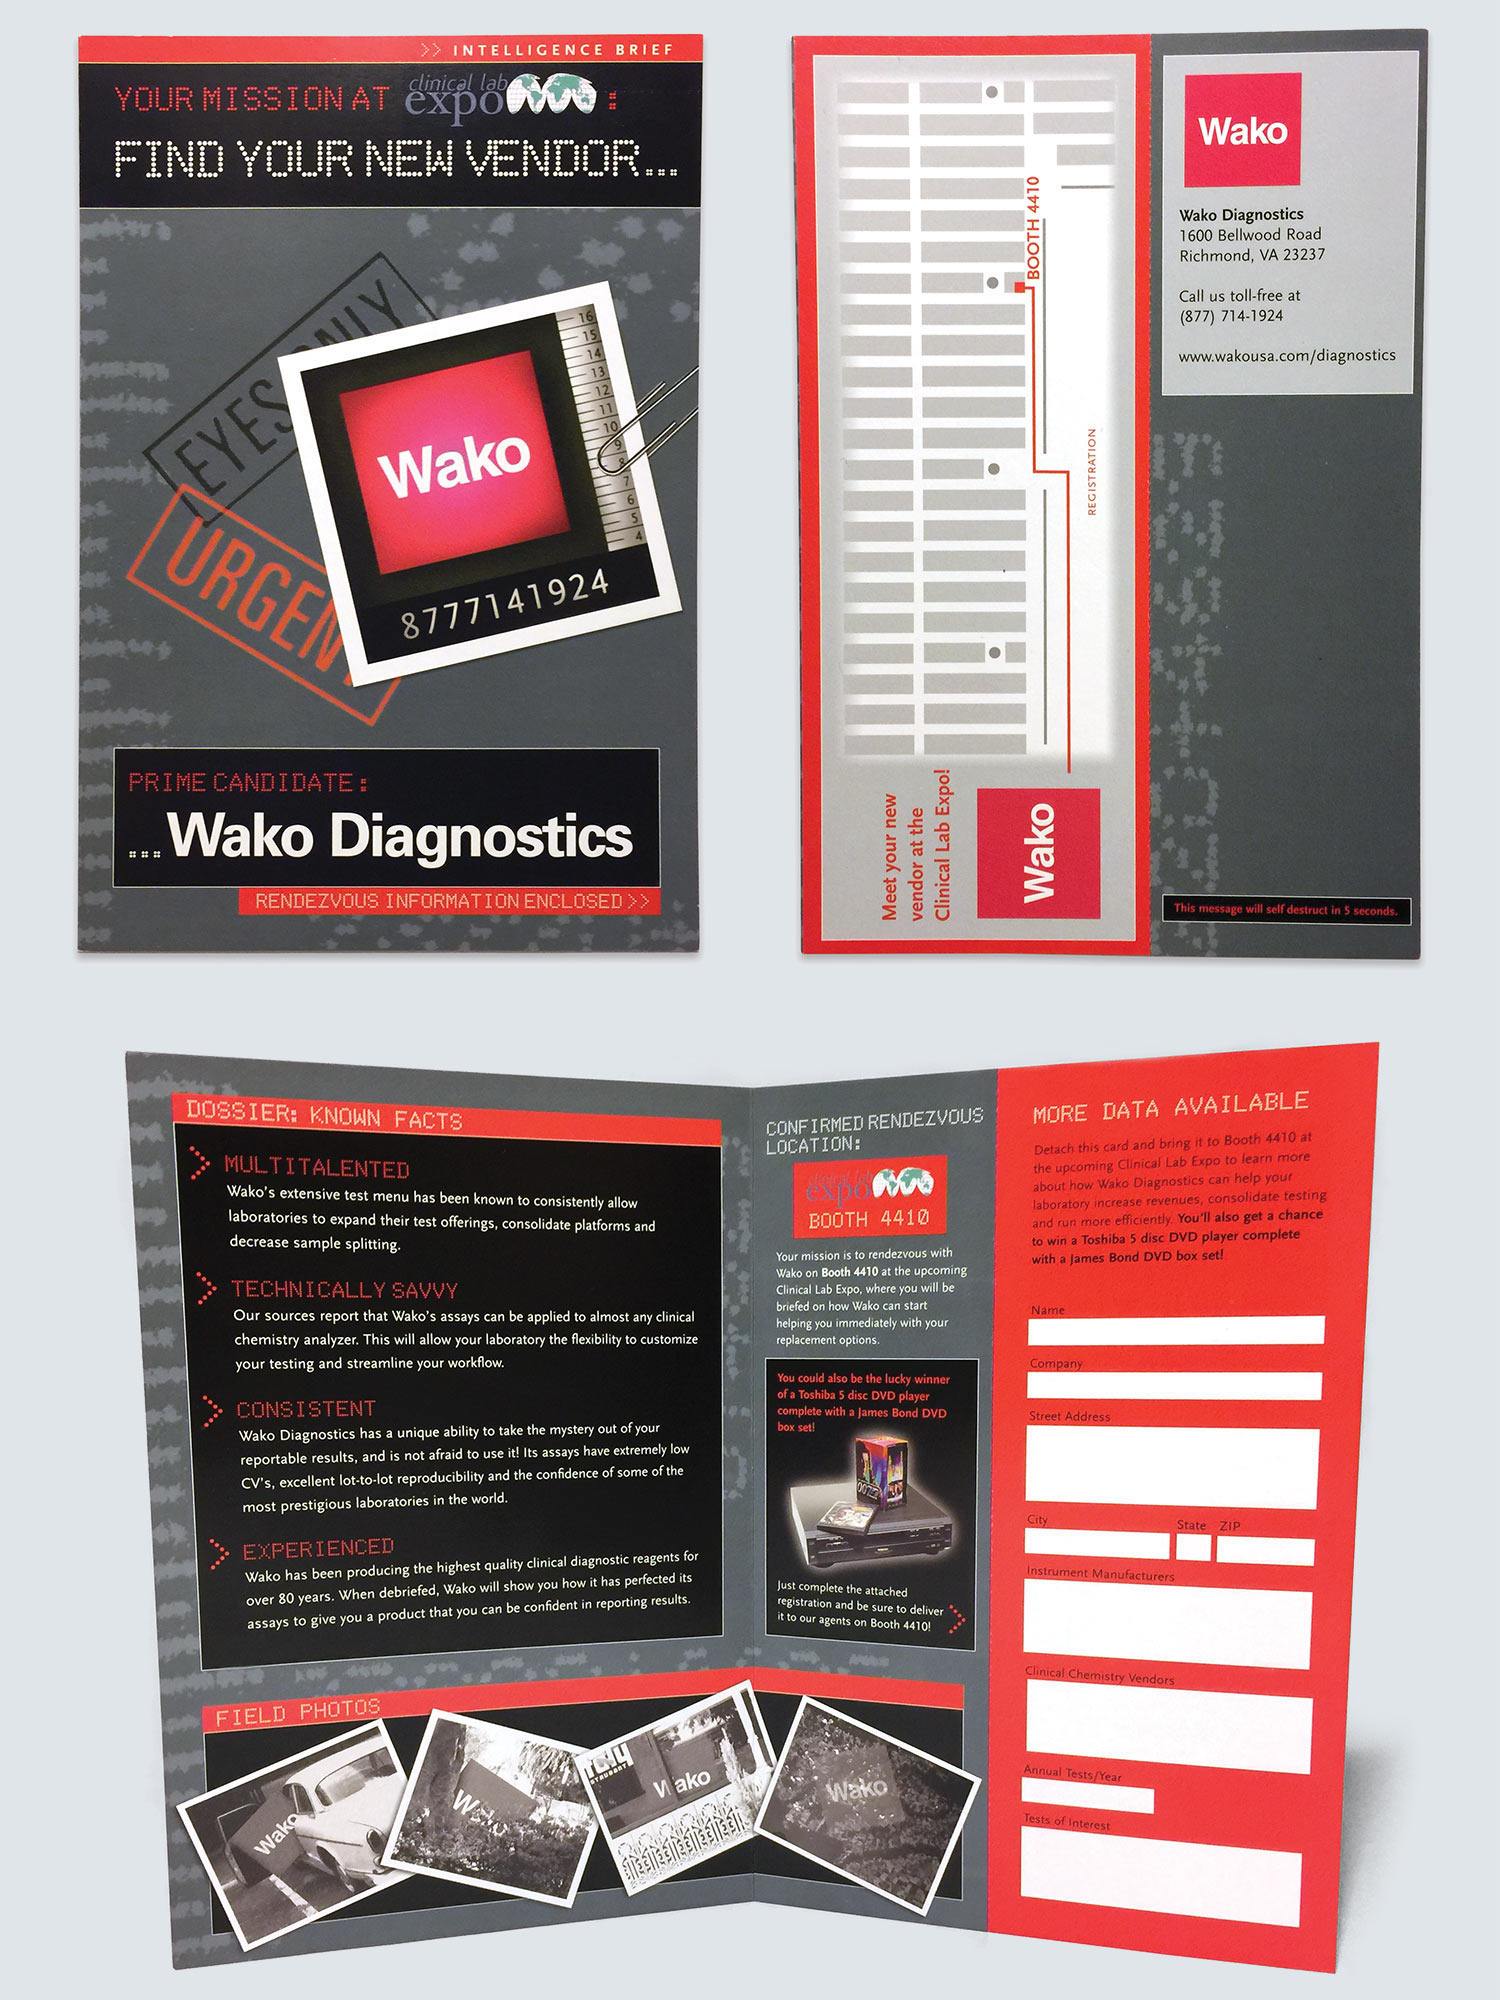 >> INTELLIGENCE BRIEF
YOUR MISSION AT clinical lab expo :
FIND YOUR NEW VENDOR...
EYES ONLY
URGENT
16
15
14
13
12
11
10
9
8
7
6
5
4
Wako
8777141924
PRIME CANDIDATE:
...Wako Diagnostics
RENDEZVOUS INFORMATION ENCLOSED >>
BOOTH 4410
REGISTRATION
Meet your new
vendor at the
Clinical Lab Expo!
Wako
Wako
Wako Diagnostics
1600 Bellwood Road
Richmond, VA 23237
Call us toll-free at
(877) 714-1924
www.wakousa.com/diagnostics
This message will self destruct in 5 seconds.
DOSSIER: KNOWN FACTS
MULTITALENTED
Wako's extensive test menu has been known to consistently allow
laboratories to expand their test offerings, consolidate platforms and
decrease sample splitting.
TECHNICALLY SAVVY
Our sources report that Wako's assays can be applied to almost any clinical
chemistry analyzer. This will allow your laboratory the flexibility to customize
your testing and streamline your workflow.
CONSISTENT
Wako Diagnostics has a unique ability to take the mystery out of your
reportable results, and is not afraid to use it! Its assays have extremely low
CV's, excellent lot-to-lot reproducibility and the confidence of some of the
most prestigious laboratories in the world.
EXPERIENCED
Wako has been producing the highest quality clinical diagnostic reagents for
over 80 years. When debriefed, Wako will show you how it has perfected its
assays to give you a product that you can be confident in reporting results.
FIELD PHOTOS
Wako
Wako
Wako
Wako
CONFIRMED RENDEZVOUS
LOCATION:
clinical lab
expo
BOOTH 4410
Your mission is to rendezvous with
Wako on Booth 4410 at the upcoming
Clinical Lab Expo, where you will be
briefed on how Wako can start
helping you immediately with your
replacement options.
You could also be the lucky winner
of a Toshiba 5 disc DVD player
complete with a James Bond DVD
box set!
007
Just complete the attached
registration and be sure to deliver
it to our agents on Booth 4410!
MORE DATA AVAILABLE
Detach this card and bring it to Booth 4410 at
the upcoming Clinical Lab Expo to learn more
about how Wako Diagnostics can help your
laboratory increase revenues, consolidate testing
and run more efficiently. You'll also get a chance
to win a Toshiba 5 disc DVD player complete
with a James Bond DVD box set!
Name
Company
Street Address
City State ZIP
Instrument Manufacturers
Clinical Chemistry Vendors
Annual Tests/Year
Tests of Interest